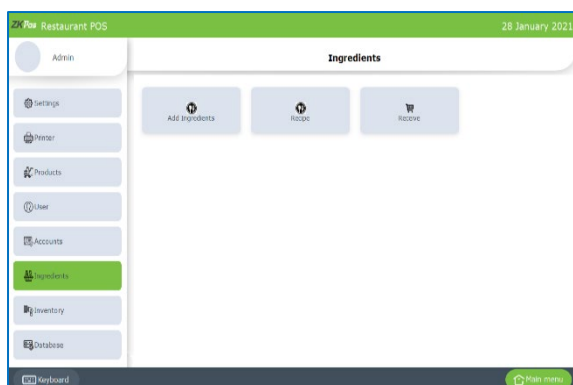 ZKPos Restaurant POS
28 January 2021
Admin
Ingredients
Settings
Printer
Products
User
Accounts
Ingredients
Inventory
Database
Add Ingredients
Recipe
Receive
Keyboard
Main menu